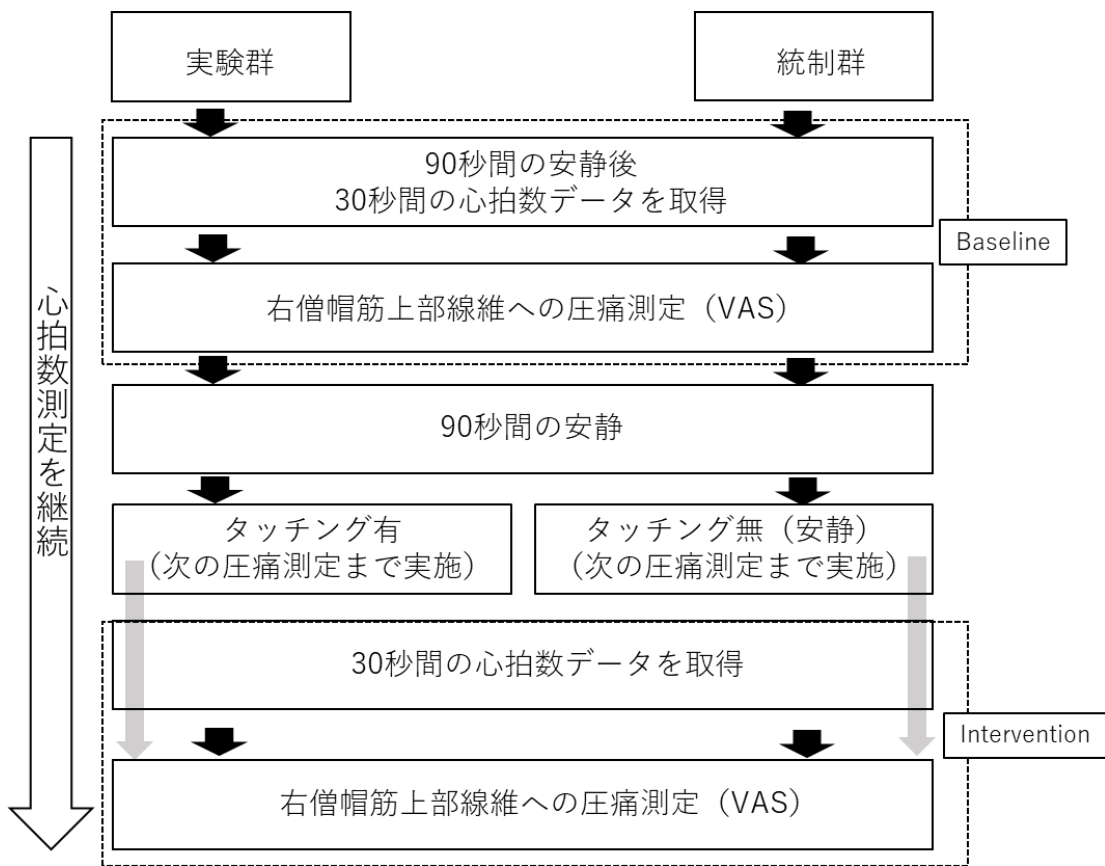 実験群
統制群
90秒間の安静後
30秒間の心拍数データを取得
Baseline
右僧帽筋上部線維への圧痛測定（VAS）
心拍数測定を継続
90秒間の安静
タッチング有
（次の圧痛測定まで実施）
タッチング無（安静）
（次の圧痛測定まで実施）
30秒間の心拍数データを取得
Intervention
右僧帽筋上部線維への圧痛測定（VAS）